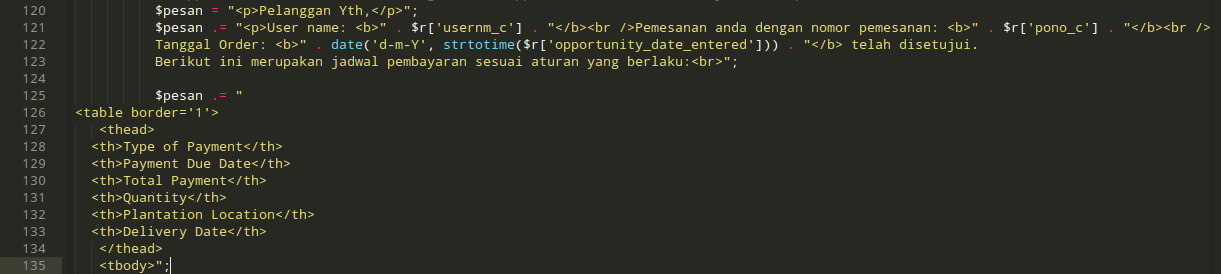 120 $pesan = "<p>Pelanggan Yth,</p>";
121 $pesan .= "<p>User name: <b>" . $r['usernm_c'] . "</b><br />Pemesanan anda dengan nomor pemesanan: <b>" . $r['pono_c'] . "</b><br />
122 Tanggal Order: <b>" . date('d-m-Y', strtotime($r['opportunity_date_entered'])) . "</b> telah disetujui.
123 Berikut ini merupakan jadwal pembayaran sesuai aturan yang berlaku:<br>";
124
125 $pesan .= "
126 <table border='1'>
127 <thead>
128 <th>Type of Payment</th>
129 <th>Payment Due Date</th>
130 <th>Total Payment</th>
131 <th>Quantity</th>
132 <th>Plantation Location</th>
133 <th>Delivery Date</th>
134 </thead>
135 <tbody>";